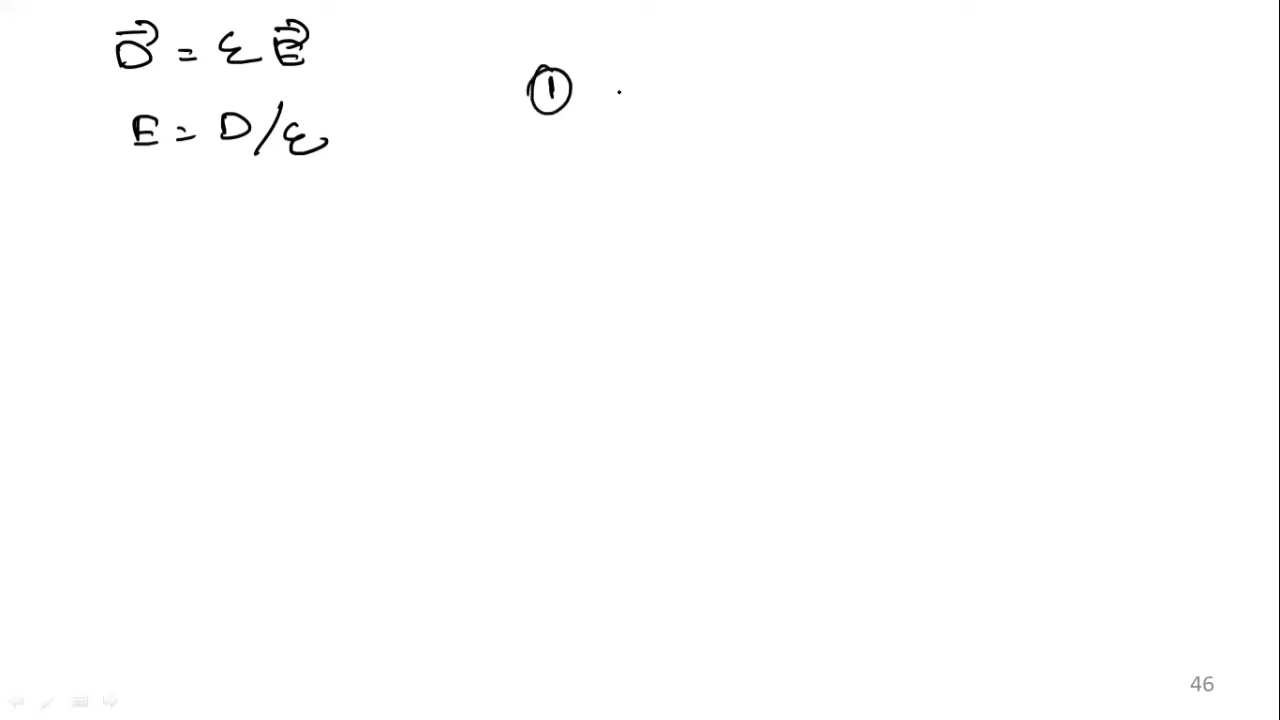 D⃗ = ε E⃗
E = D/ε
① .
46